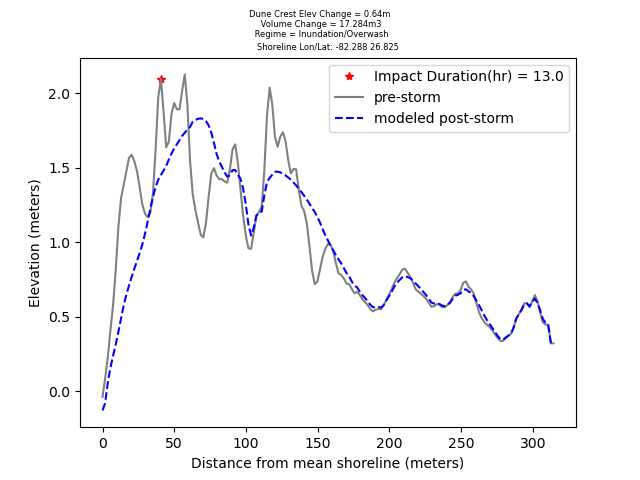 Dune Crest Elev Change = 0.64m
Volume Change = 17.284m3
Regime = Inundation/Overwash
Shoreline Lon/Lat: -82.288 26.825
Impact Duration(hr) = 13.0
pre-storm
modeled post-storm
Elevation (meters)
2.0
1.5
1.0
0.5
0.0
0 50 100 150 200 250 300
Distance from mean shoreline (meters)